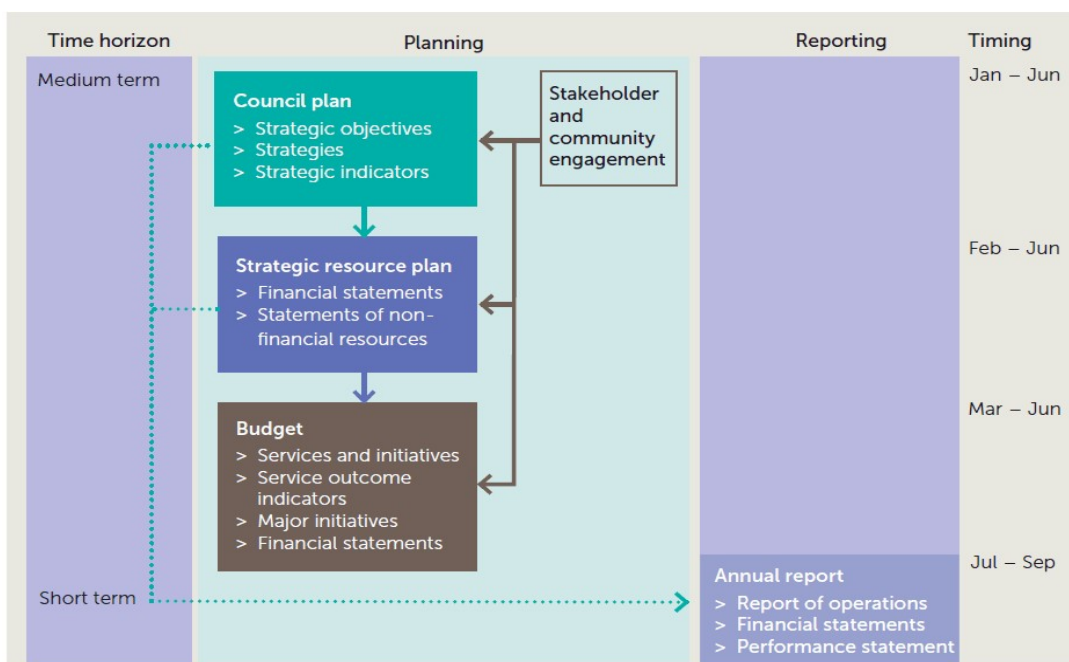 Time horizon
Planning
Reporting
Timing
Medium term
Jan – Jun
Council plan
> Strategic objectives
> Strategies
> Strategic indicators
Stakeholder
and
community
engagement
Feb – Jun
Strategic resource plan
> Financial statements
> Statements of non-
financial resources
Mar – Jun
Budget
> Services and initiatives
> Service outcome
indicators
> Major initiatives
> Financial statements
Jul – Sep
Short term
Annual report
> Report of operations
> Financial statements
> Performance statement